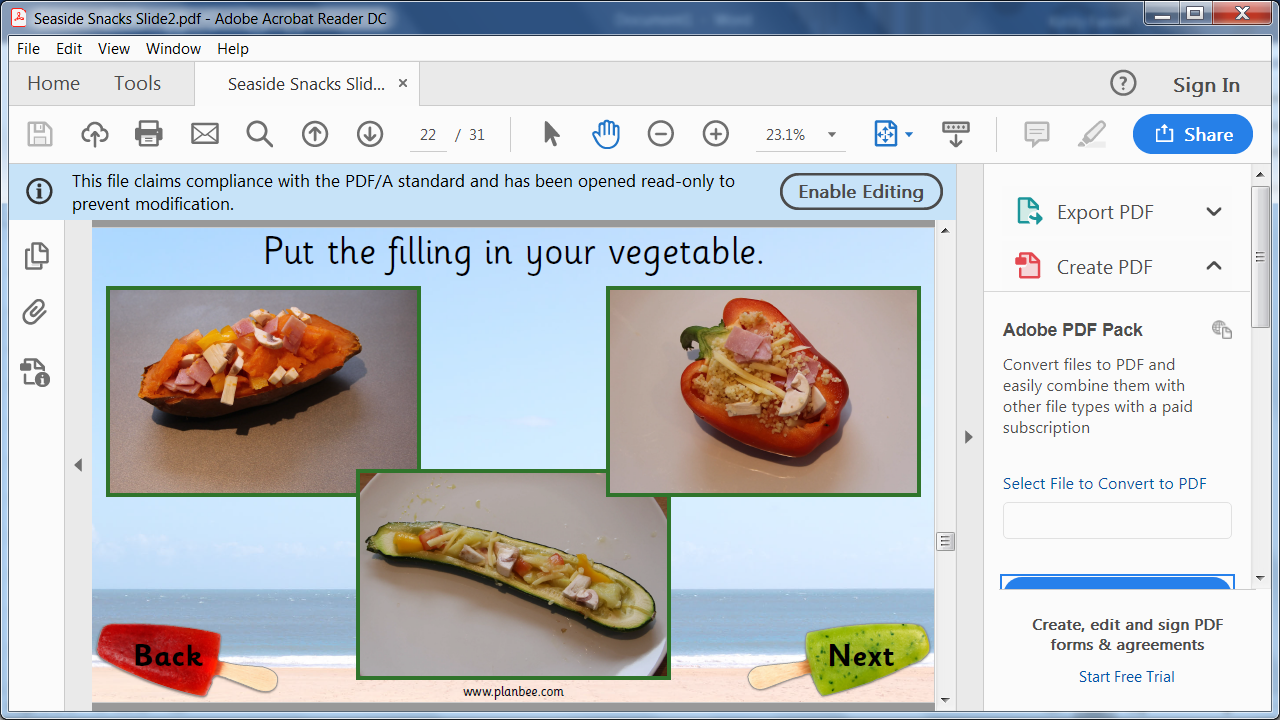 Seaside Snacks Slide2.pdf - Adobe Acrobat Reader DC
File Edit View Window Help
Home Tools Seaside Snacks Slid... × Sign In
22 / 31 23.1% Share
This file claims compliance with the PDF/A standard and has been opened read-only to
prevent modification.
Enable Editing
Put the filling in your vegetable.
Back
Next
www.planbee.com
Export PDF
Create PDF
Adobe PDF Pack
Convert files to PDF and
easily combine them with
other file types with a paid
subscription
Select File to Convert to PDF
Create, edit and sign PDF
forms & agreements
Start Free Trial